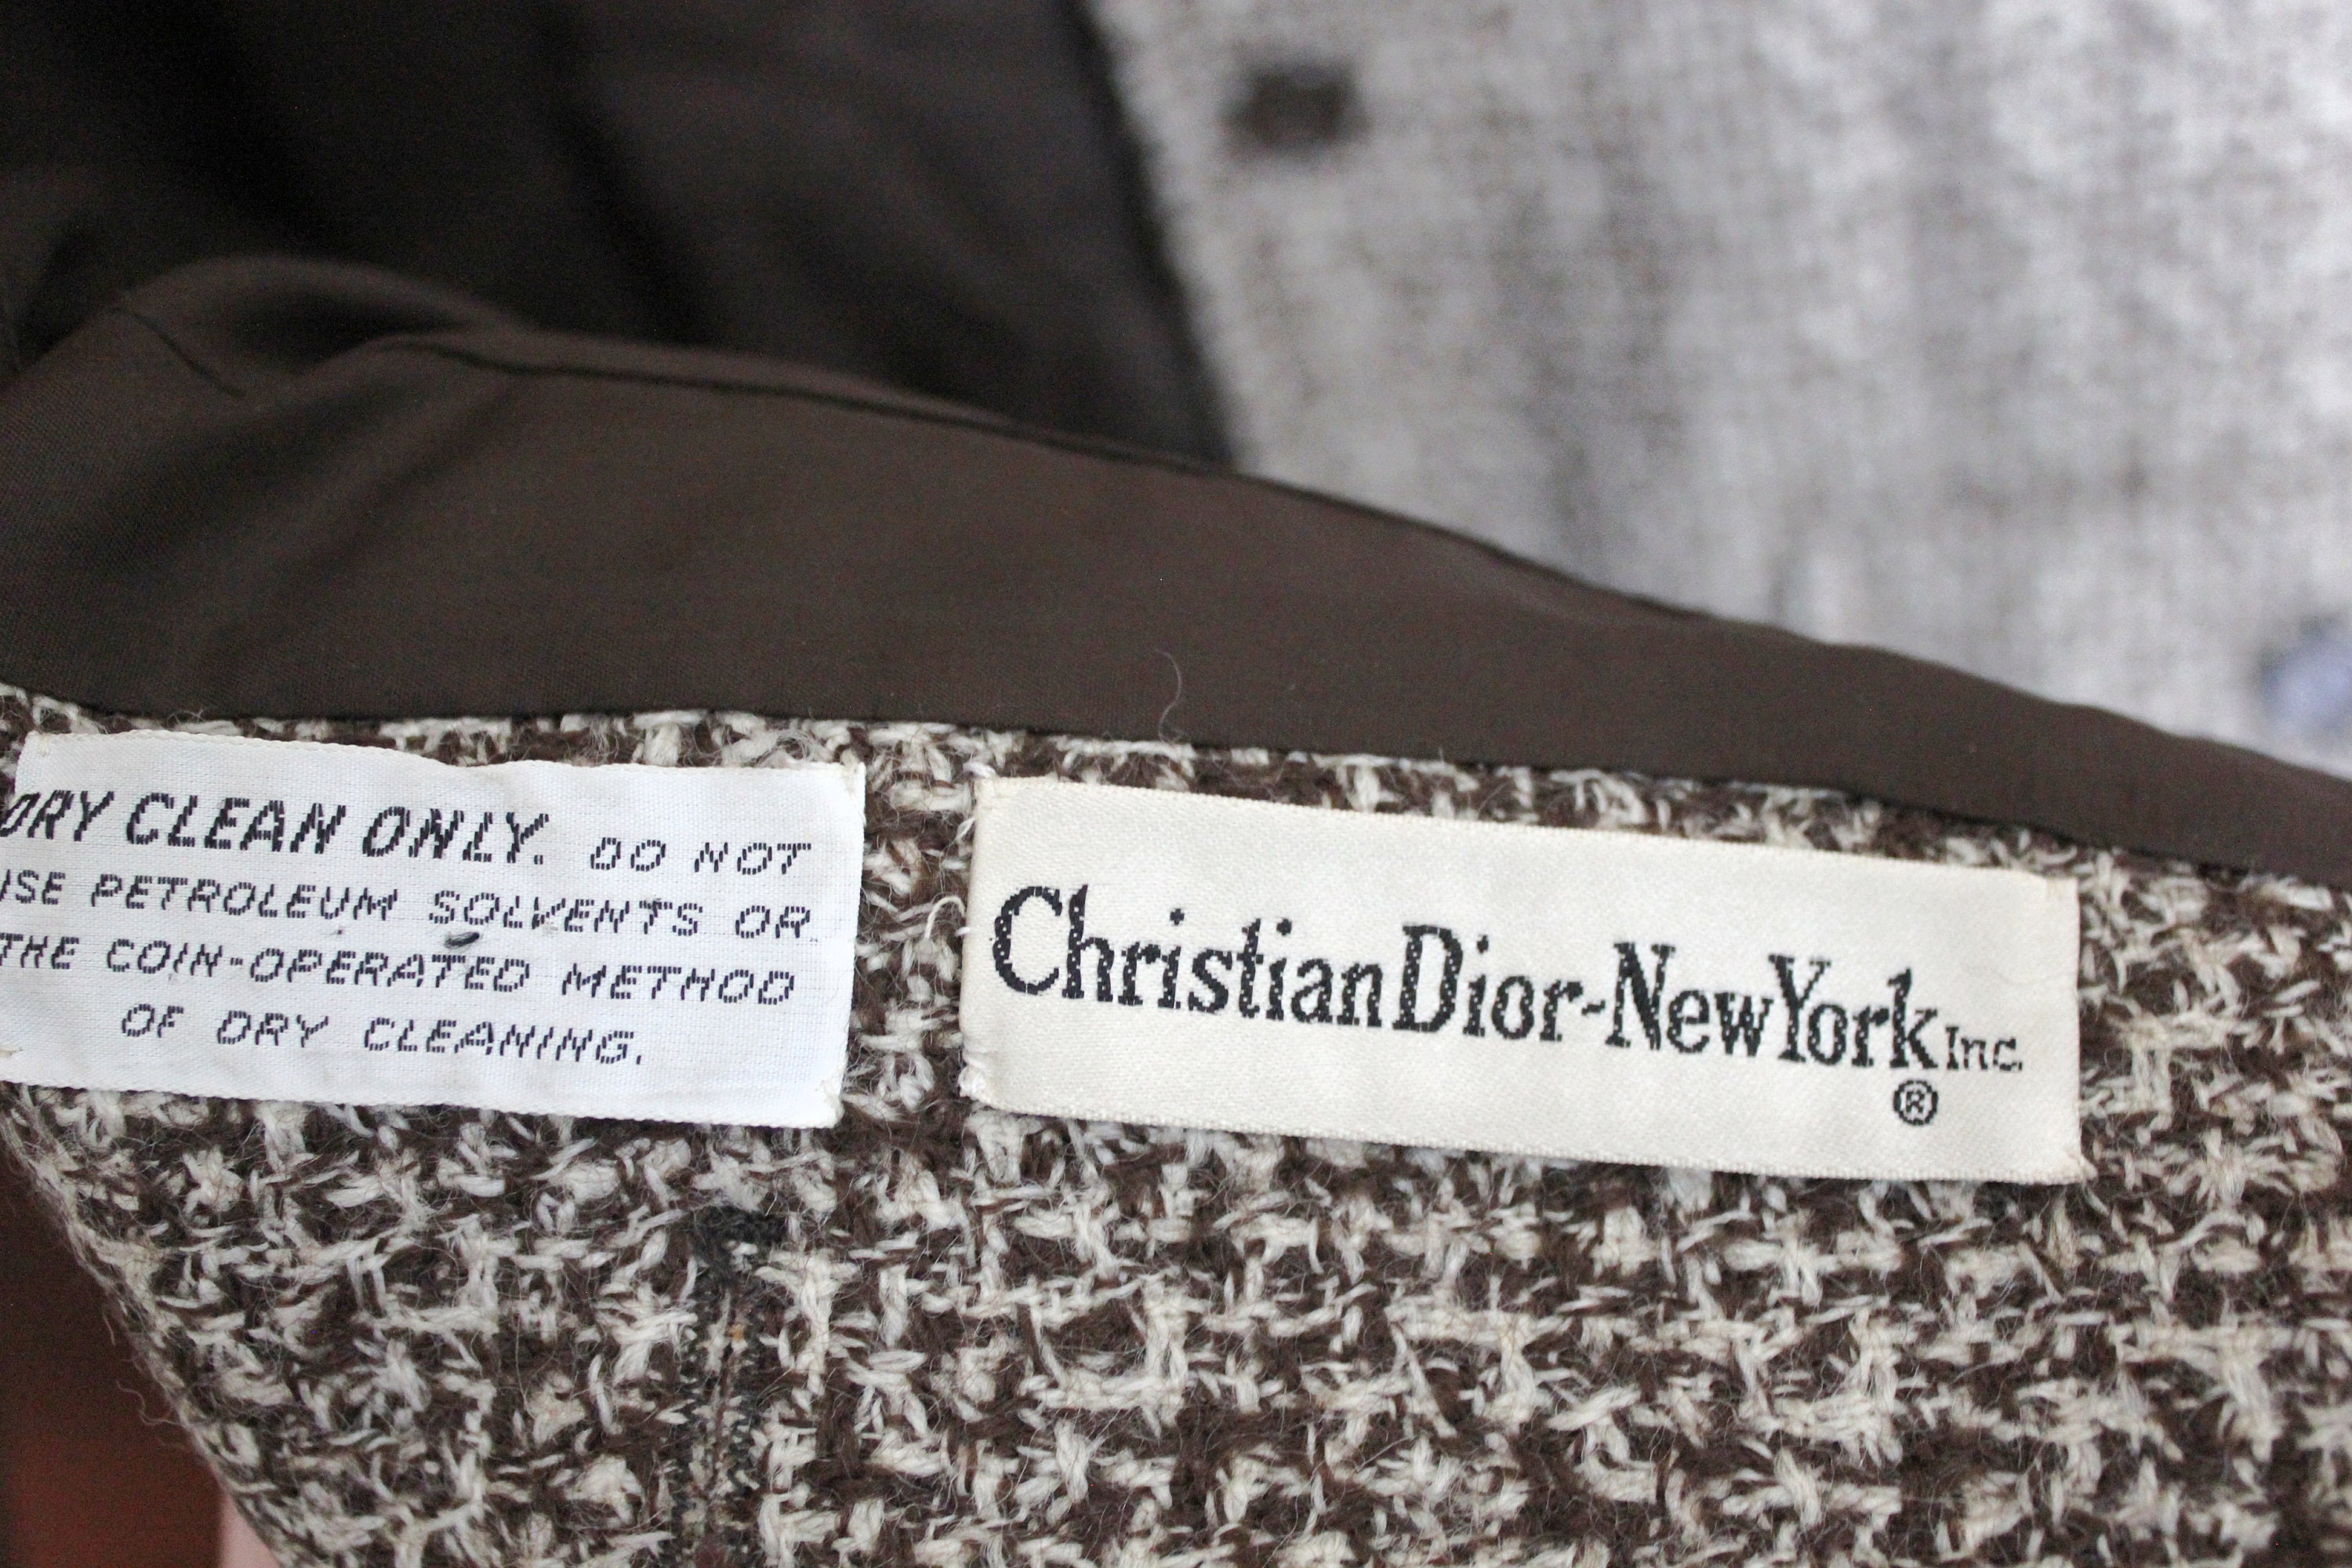 DRY CLEAN ONLY. DO NOT
USE PETROLEUM SOLVENTS OR
THE COIN-OPERATED METHOD
OF DRY CLEANING.
Christian Dior-New York Inc.
®